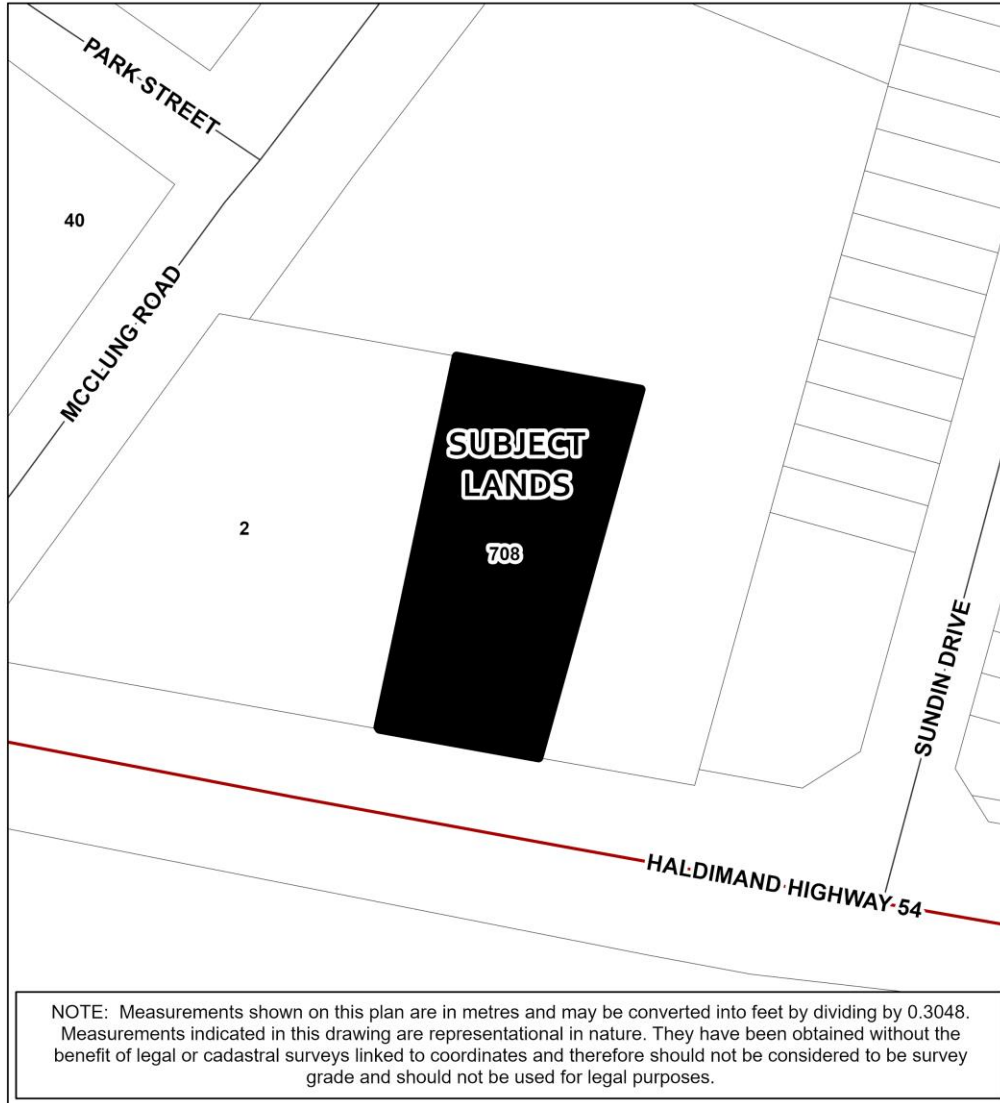 PARK STREET
40
MCCLUNG ROAD
SUBJECT
LANDS
2
708
SUNDIN DRIVE
HALDIMAND HIGHWAY 54
NOTE: Measurements shown on this plan are in metres and may be converted into feet by dividing by 0.3048.
Measurements indicated in this drawing are representational in nature. They have been obtained without the
benefit of legal or cadastral surveys linked to coordinates and therefore should not be considered to be survey
grade and should not be used for legal purposes.